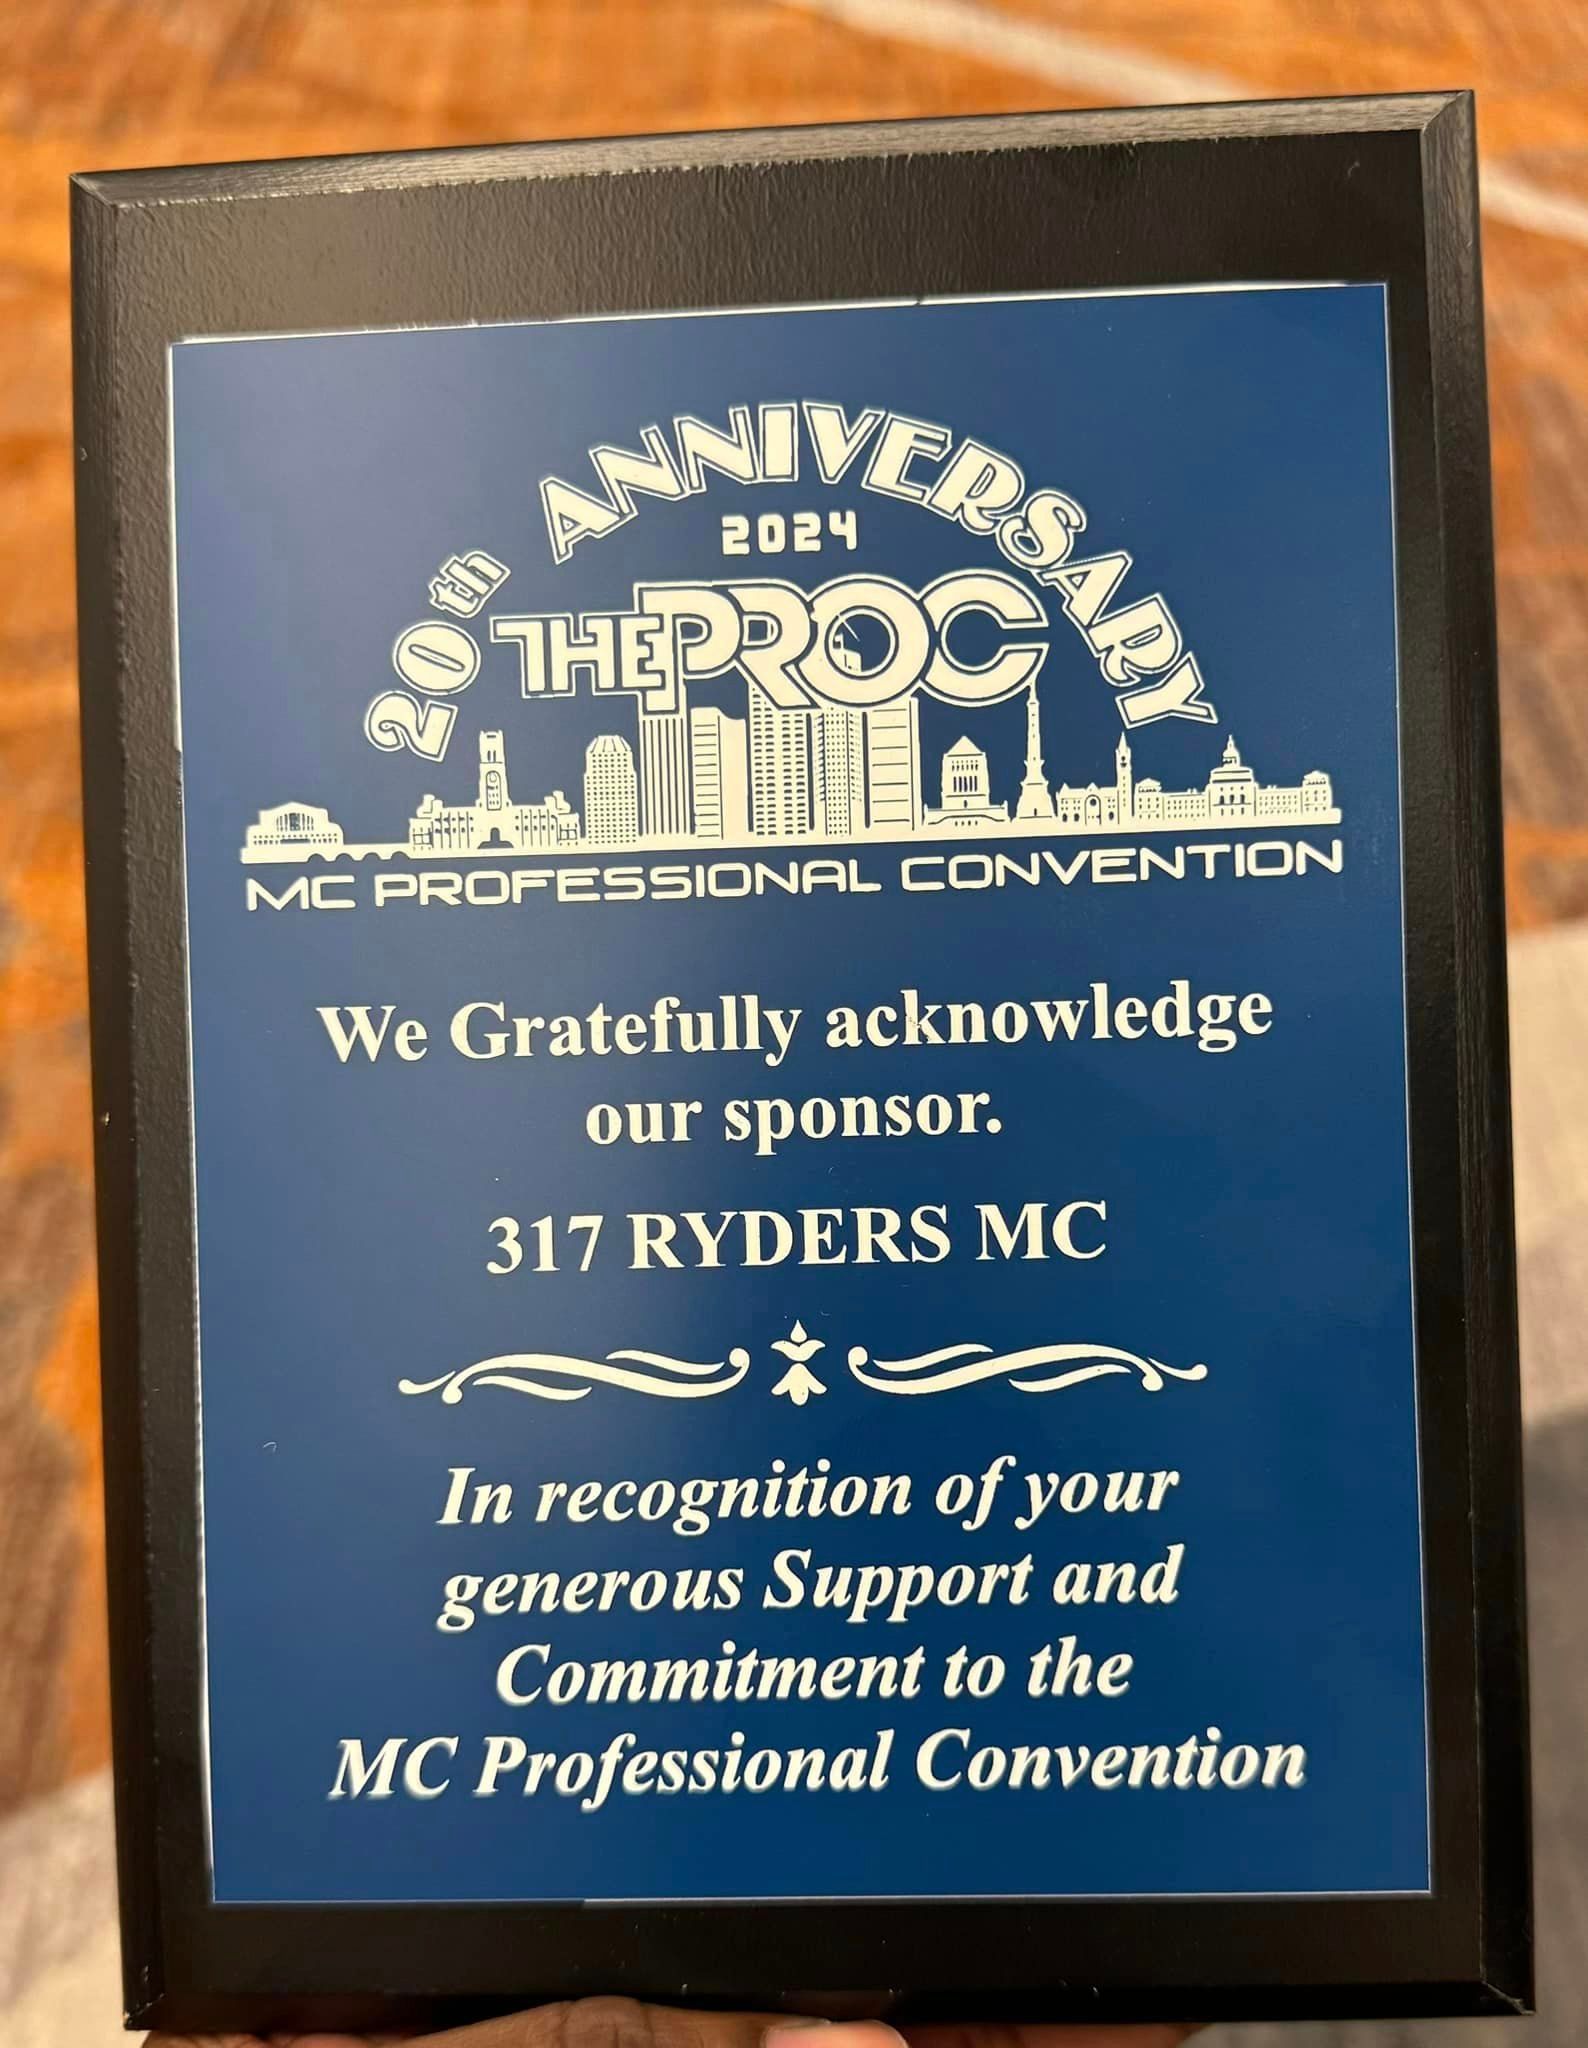 20th ANNIVERSARY
2024
THE PROC
MC PROFESSIONAL CONVENTION
We Gratefully acknowledge
our sponsor.
317 RYDERS MC
In recognition of your
generous Support and
Commitment to the
MC Professional Convention